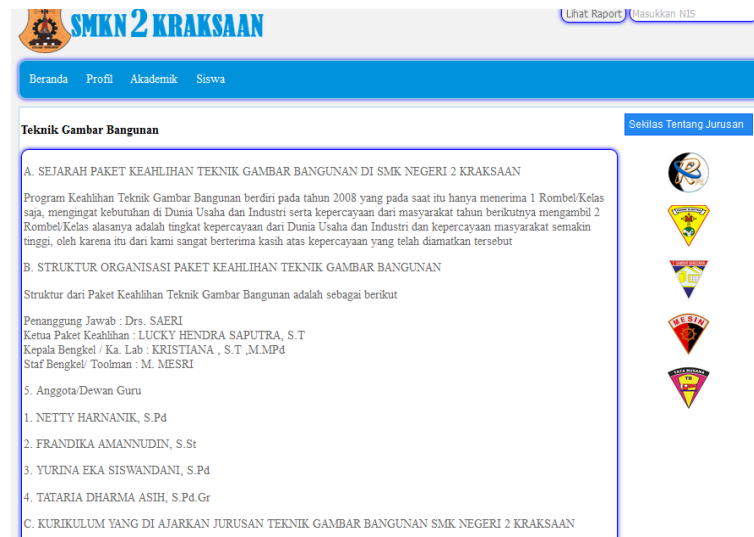 SMKN 2 KRAKSAAN
Lihat Raport
Masukkan NIS
Beranda Profil Akademik Siswa
Teknik Gambar Bangunan
Sekilas Tentang Jurusan
A. SEJARAH PAKET KEAHLIHAN TEKNIK GAMBAR BANGUNAN DI SMK NEGERI 2 KRAKSAAN
Program Keahlihan Teknik Gambar Bangunan berdiri pada tahun 2008 yang pada saat itu hanya menerima 1 Rombel/Kelas
saja, mengingat kebutuhan di Dunia Usaha dan Industri serta kepercayaan dari masyarakat tahun berikutnya mengambil 2
Rombel/Kelas alasanya adalah tingkat kepercayaan dari Dunia Usaha dan Industri dan kepercayaan masyarakat semakin
tinggi, oleh karena itu dari kami sangat berterima kasih atas kepercayaan yang telah diamatkan tersebut
B. STRUKTUR ORGANISASI PAKET KEAHLIHAN TEKNIK GAMBAR BANGUNAN
Struktur dari Paket Keahlihan Teknik Gambar Bangunan adalah sebagai berikut
Penanggung Jawab : Drs. SAERI
Ketua Paket Keahlihan : LUCKY HENDRA SAPUTRA, S.T
Kepala Bengkel / Ka. Lab : KRISTIANA , S.T ,M.MPd
Staf Bengkel/ Toolman : M. MESRI
5. Anggota/Dewan Guru
1. NETTY HARNANIK, S.Pd
2. FRANDIKA AMANNUDIN, S.St
3. YURINA EKA SISWANDANI, S.Pd
4. TATARIA DHARMA ASIH, S.Pd.Gr
C. KURIKULUM YANG DI AJARKAN JURUSAN TEKNIK GAMBAR BANGUNAN SMK NEGERI 2 KRAKSAAN
MESIN
TATA BUSANA
TB